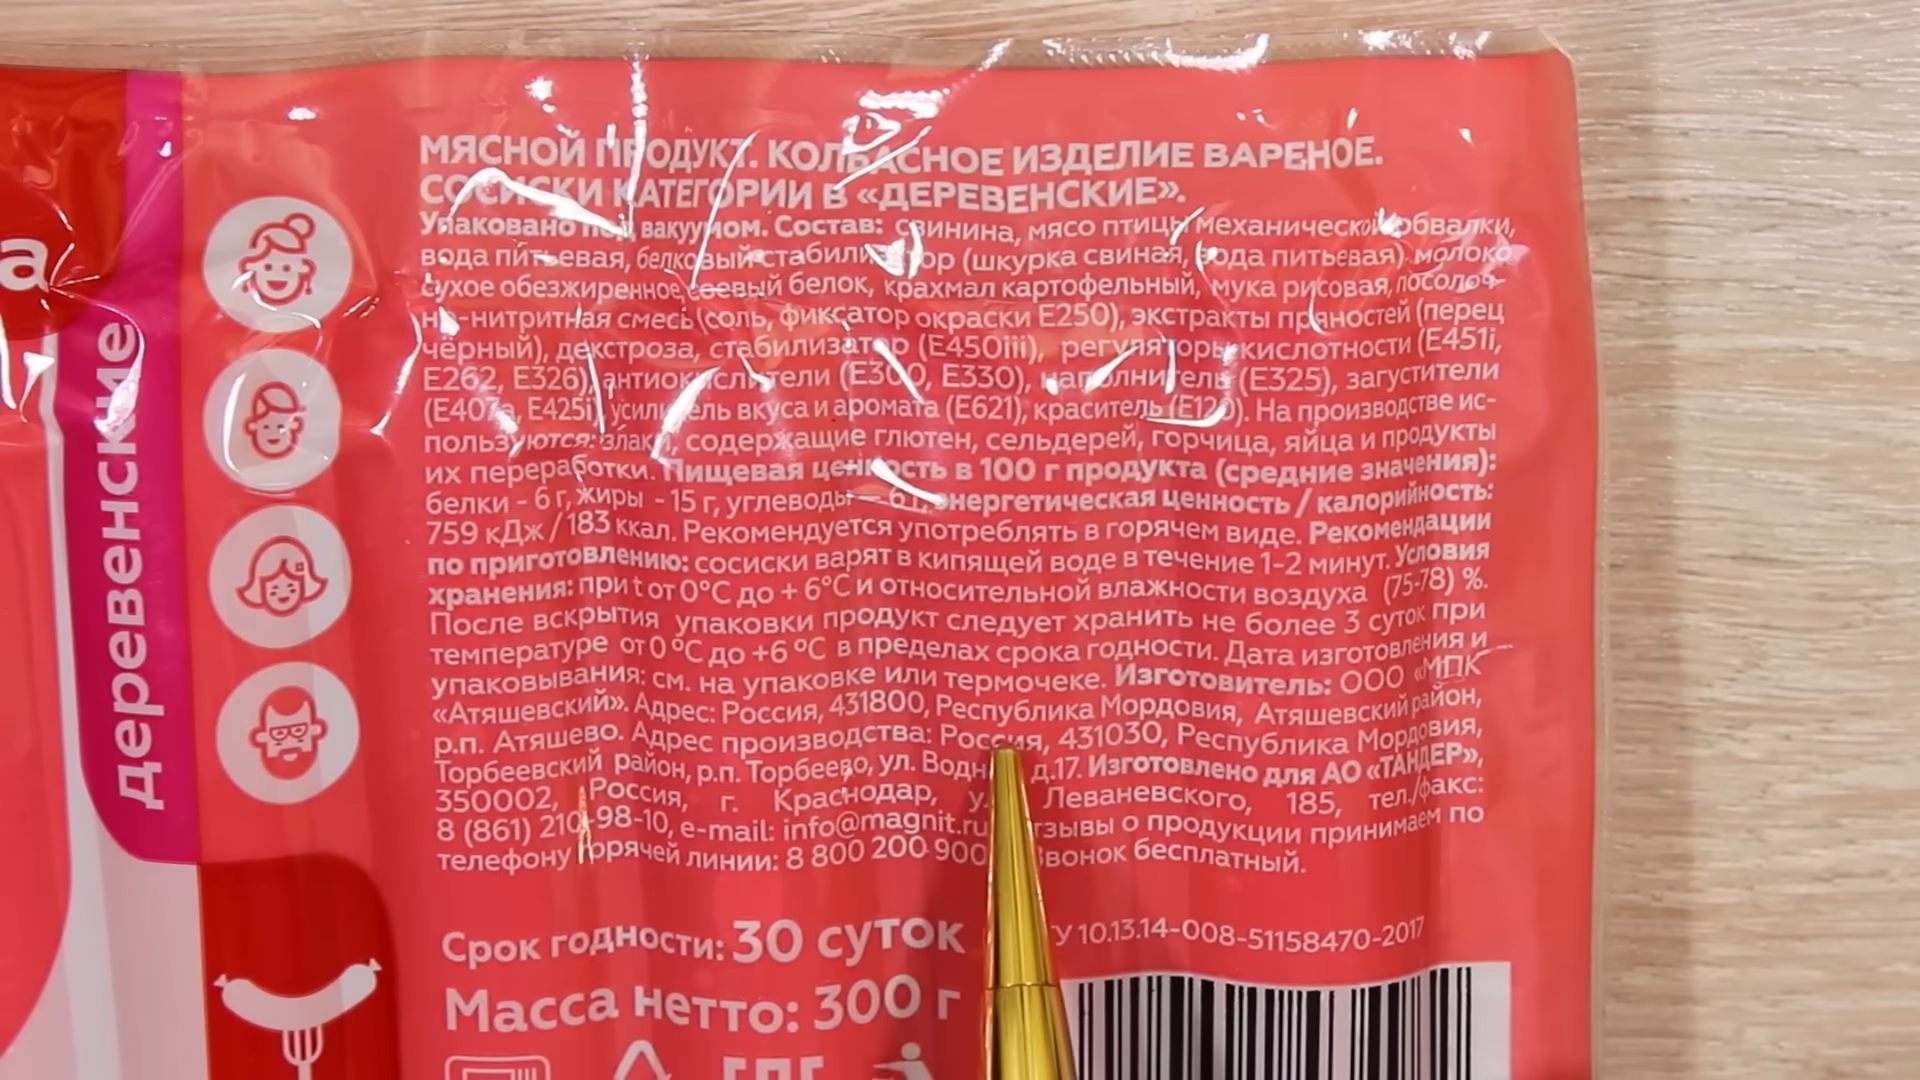 а
деревенские
МЯСНОЙ ПРОДУКТ. КОЛБАСНОЕ ИЗДЕЛИЕ ВАРЕНОЕ.
СОСИСКИ КАТЕГОРИИ В «ДЕРЕВЕНСКИЕ».
Упаковано под вакуумом. Состав: свинина, мясо птицы механической обвалки,
вода питьевая, белковый стабилизатор (шкурка свиная, вода питьевая) молоко
сухое обезжиренное, соевый белок, крахмал картофельный, мука рисовая, посолоч-
но-нитритная смесь (соль, фиксатор окраски Е250), экстракты пряностей (перец
чёрный), декстроза, стабилизатор (Е450iii), регуляторы кислотности (Е451i,
Е262, Е326), антиокислители (Е300, Е330), наполнитель (Е325), загустители
(Е407а, Е425i), усилитель вкуса и аромата (Е621), краситель (Е120). На производстве ис-
пользуются: злаки, содержащие глютен, сельдерей, горчица, яйца и продукты
их переработки. Пищевая ценность в 100 г продукта (средние значения):
белки - 6 г, жиры - 15 г, углеводы - 6 г, энергетическая ценность / калорийность:
759 кДж / 183 ккал. Рекомендуется употреблять в горячем виде. Рекомендации
по приготовлению: сосиски варят в кипящей воде в течение 1-2 минут. Условия
хранения: при t от 0°С до + 6°С и относительной влажности воздуха (75-78) %.
После вскрытия упаковки продукт следует хранить не более 3 суток при
температуре от 0 °С до +6 °С в пределах срока годности. Дата изготовления и
упаковывания: см. на упаковке или термочеке. Изготовитель: ООО «МПК
«Атяшевский». Адрес: Россия, 431800, Республика Мордовия, Атяшевский район,
р.п. Атяшево. Адрес производства: Россия, 431030, Республика Мордовия,
Торбеевский район, р.п. Торбеево, ул. Водная, д.17. Изготовлено для АО «ТАНДЕР»,
350002, Россия, г. Краснодар, ул. Леваневского, 185, тел./факс:
8 (861) 210-98-10, e-mail: info@magnit.ru Отзывы о продукции принимаем по
телефону горячей линии: 8 800 200 900 Звонок бесплатный.
Срок годности: 30 суток
ТУ 10.13.14-008-51158470-2017
Масса нетто: 300 г